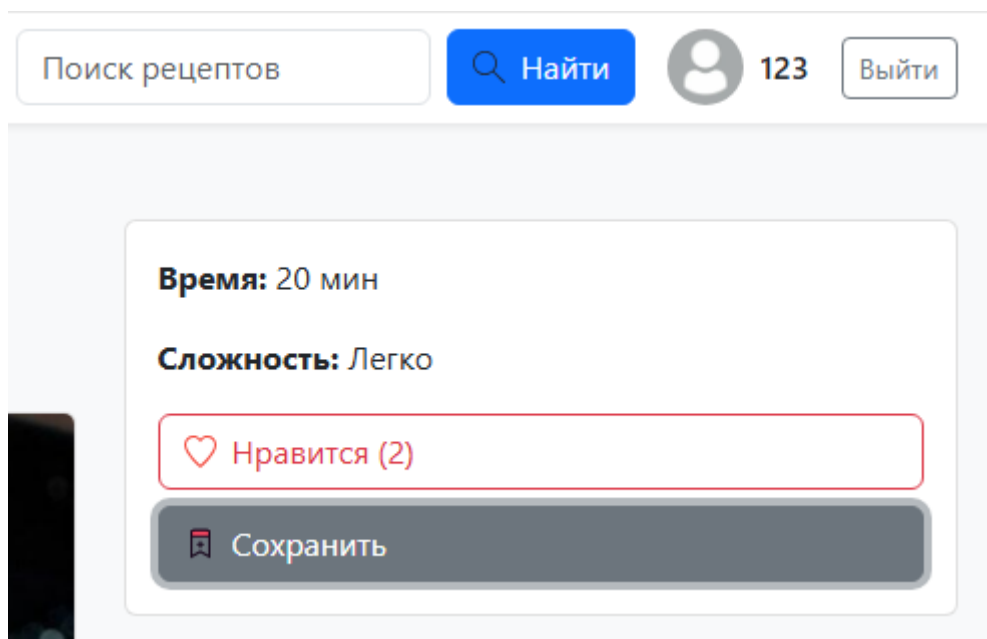 Поиск рецептов Найти 123 Выйти
Время: 20 мин
Сложность: Легко
Нравится (2)
Сохранить